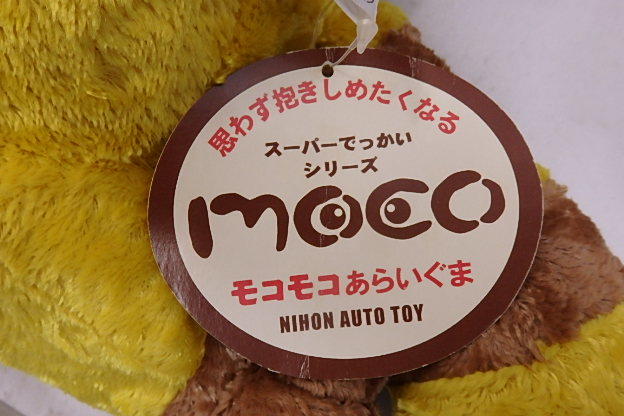 思わず抱きしめたくなる
スーパーでっかい
シリーズ
moco
モコモコあらいぐま
NIHON AUTO TOY